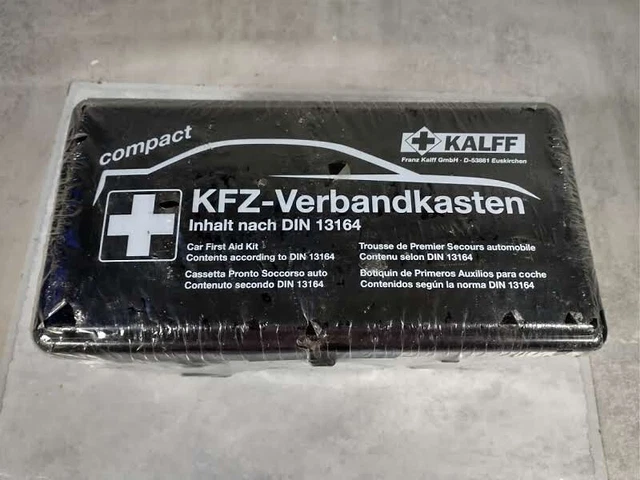 compact
KALFF
Franz Kalff GmbH · D-53881 Euskirchen
KFZ-Verbandkasten
Inhalt nach DIN 13164
Car First Aid Kit
Contents according to DIN 13164
Cassetta Pronto Soccorso auto
Contenuto secondo DIN 13164
Trousse de Premier Secours automobile
Contenu selon DIN 13164
Botiquin de Primeros Auxilios para coche
Contenidos según la norma DIN 13164